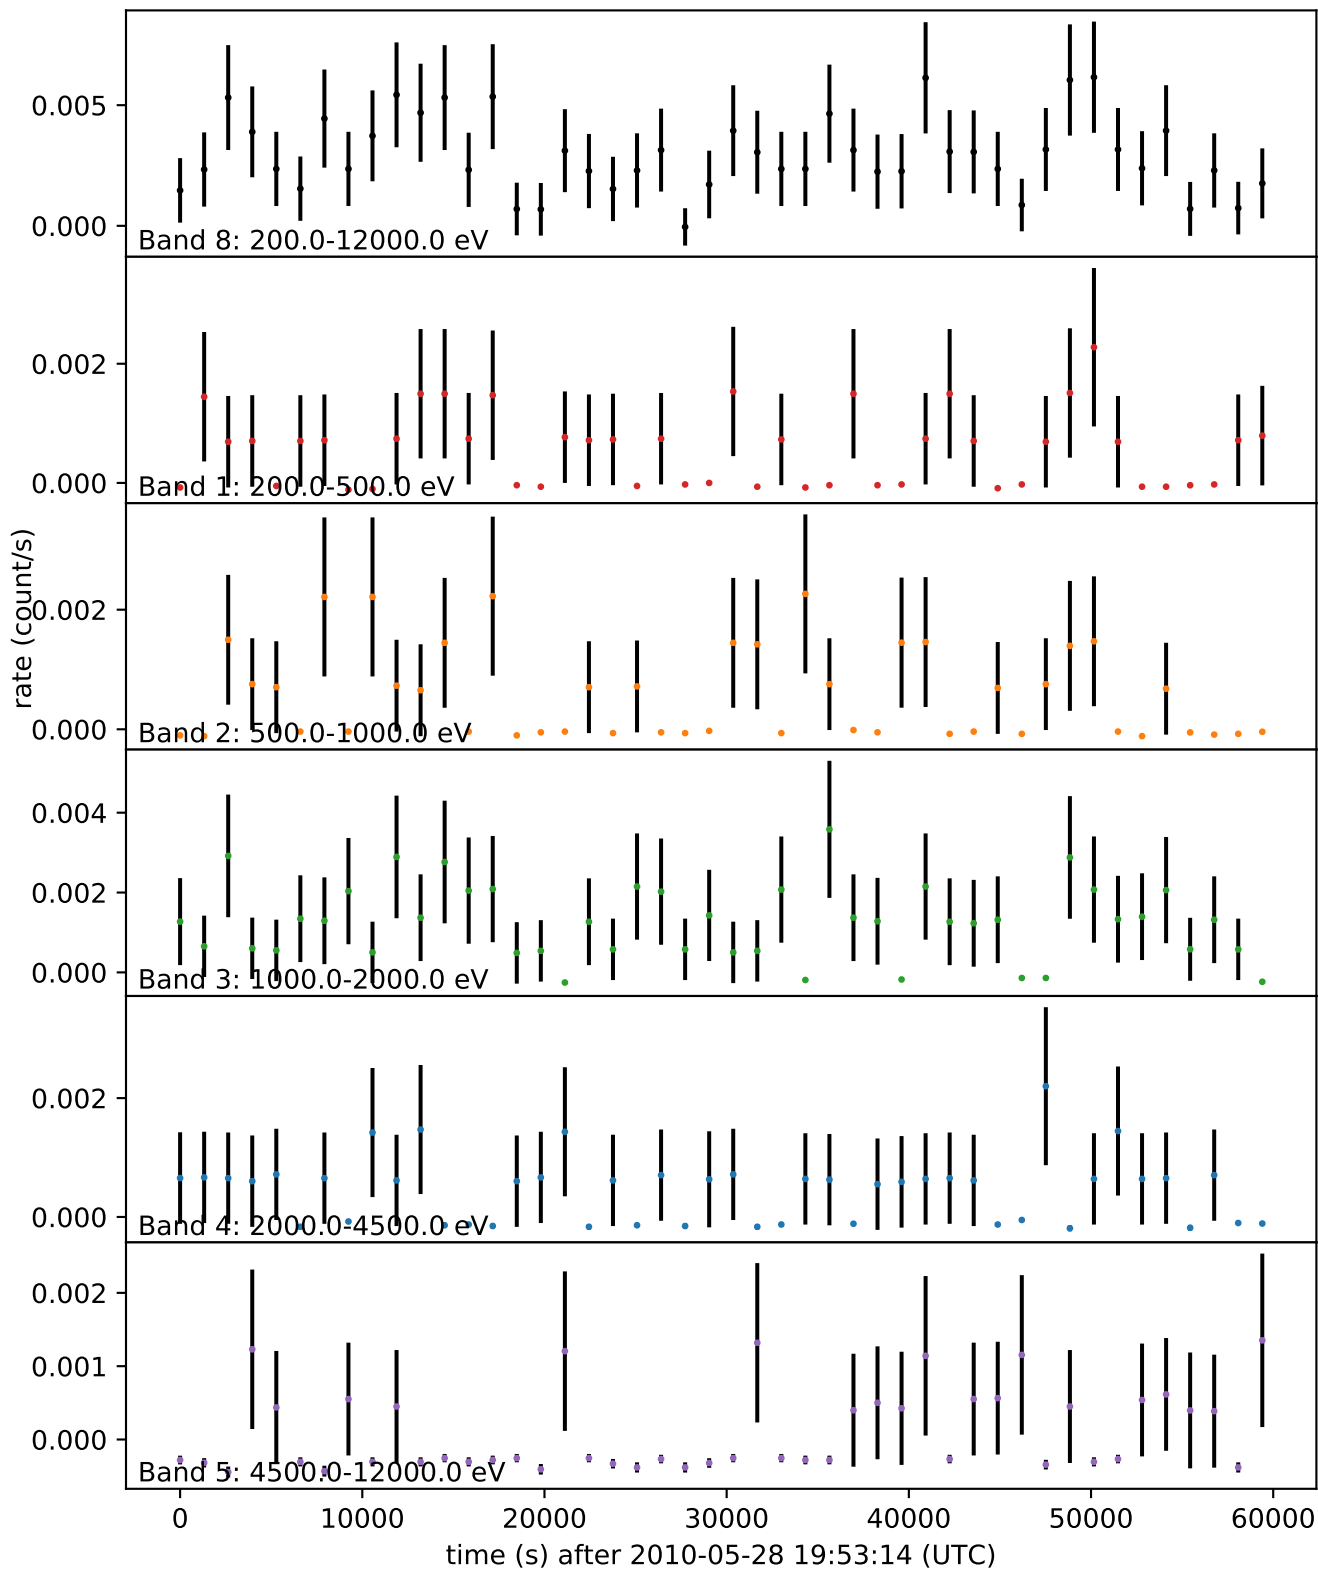 0.005
0.000
Band 8: 200.0-12000.0 eV
0.002
0.000
Band 1: 200.0-500.0 eV
rate (count/s)
0.002
0.000
Band 2: 500.0-1000.0 eV
0.004
0.002
0.000
Band 3: 1000.0-2000.0 eV
0.002
0.000
Band 4: 2000.0-4500.0 eV
0.002
0.001
0.000
Band 5: 4500.0-12000.0 eV
0 10000 20000 30000 40000 50000 60000
time (s) after 2010-05-28 19:53:14 (UTC)